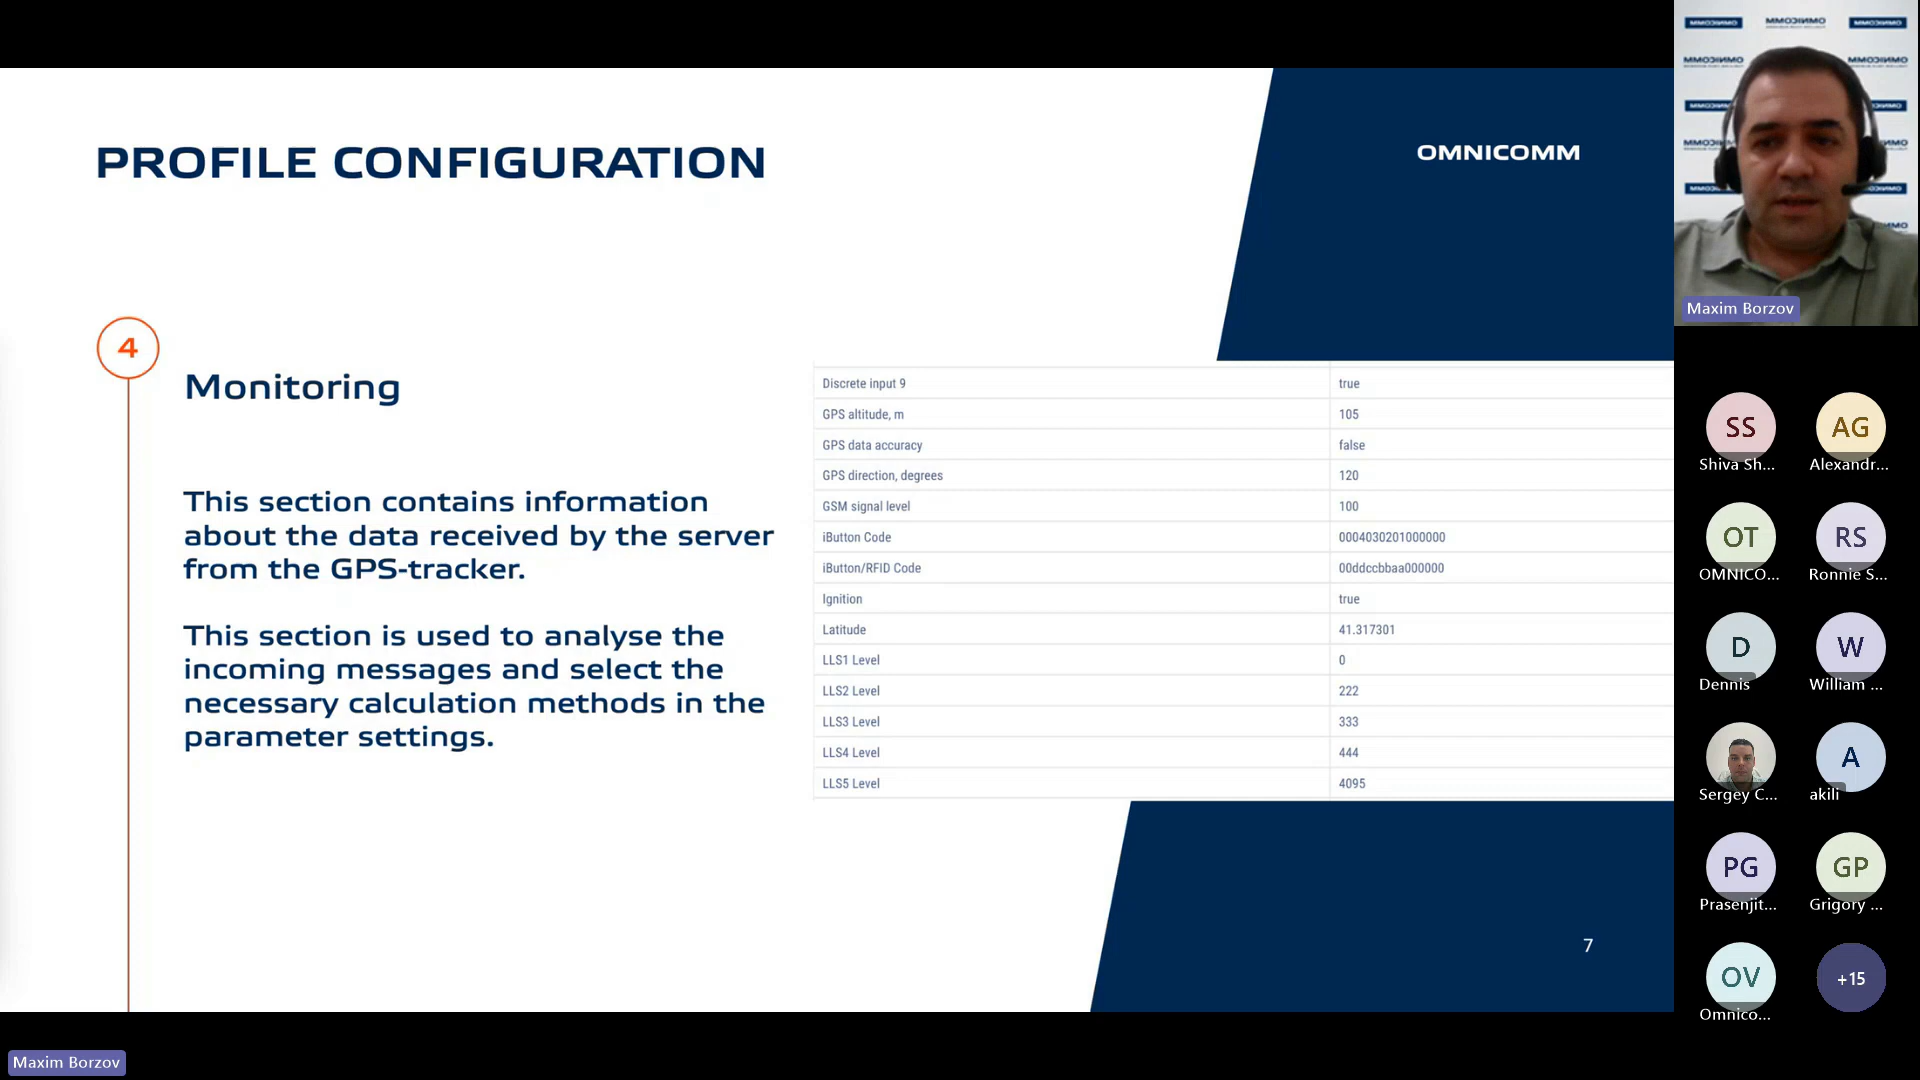 PROFILE CONFIGURATION
OMNICOMM
4
Monitoring
This section contains information
about the data received by the server
from the GPS-tracker.
This section is used to analyse the
incoming messages and select the
necessary calculation methods in the
parameter settings.
Discrete input 9 true
GPS altitude, m 105
GPS data accuracy false
GPS direction, degrees 120
GSM signal level 100
iButton Code 0004030201000000
iButton/RFID Code 00ddccbbaa000000
Ignition true
Latitude 41.317301
LLS1 Level 0
LLS2 Level 222
LLS3 Level 333
LLS4 Level 444
LLS5 Level 4095
7
Maxim Borzov
SS
Shiva Sh...
AG
Alexandr...
OT
OMNICO...
RS
Ronnie S...
D
Dennis
W
William ...
Sergey C...
A
akili
PG
Prasenjit...
GP
Grigory ...
OV
Omnico...
+15
Maxim Borzov